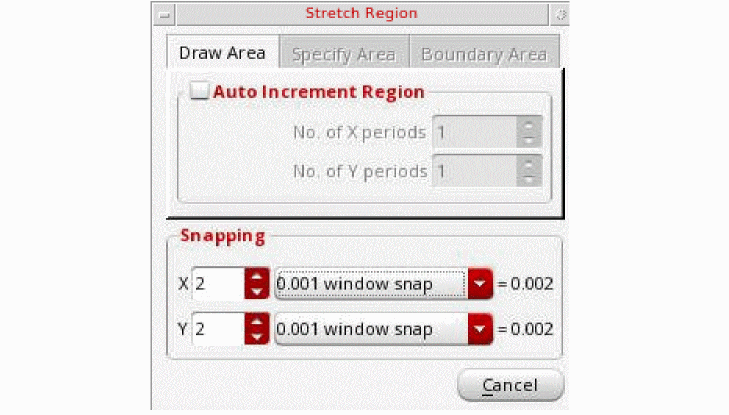 Stretch Region
Draw Area Specify Area Boundary Area
Auto Increment Region
No. of X periods 1
No. of Y periods 1
Snapping
X 2 0.001 window snap = 0.002
Y 2 0.001 window snap = 0.002
Cancel